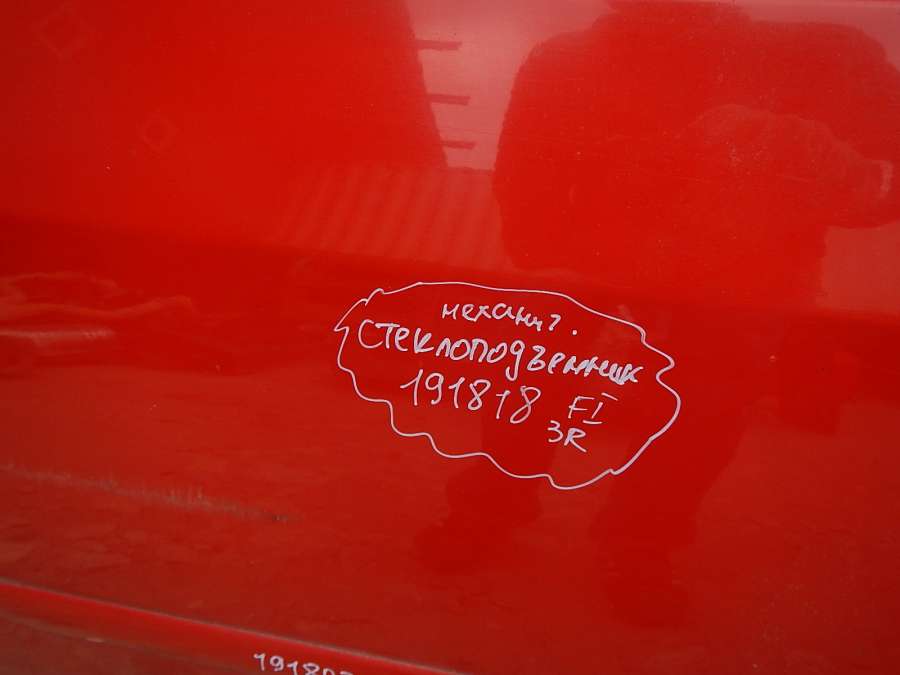 механич.
стеклоподъемник
191818 FI
3R